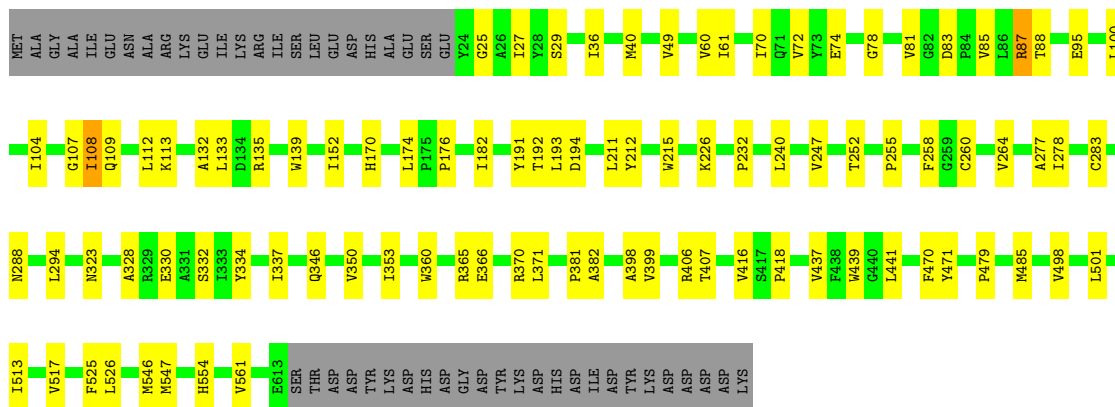 MET ALA GLY ALA ILE GLU ASN ALA ARG LYS GLU ILE LYS ARG ILE SER LEU GLU ASP HIS ALA GLU SER GLU Y24 G25 A26 I27 Y28 S29 I36 M40 V49 V60 I61 I70 Q71 V72 Y73 E74 G78 V81 G82 D83 P84 V85 L86 R87 T88 E95 L100
I104 G107 I108 Q109 L112 K113 A132 L133 D134 R135 W139 I152 H170 L174 P175 P176 I182 Y191 T192 L193 D194 L211 Y212 W215 K226 P232 L240 V247 T252 P255 F258 G259 C260 V264 A277 I278 C283
N288 L294 N323 A328 R329 E330 A331 S332 I333 Y334 I337 Q346 V350 I353 W360 R365 E366 R370 L371 P381 A382 A398 V399 R406 T407 V416 S417 P418 V437 F438 W439 G440 L441 F470 Y471 P479 M485 V498 L501
I513 V517 F525 L526 M546 M547 H554 V561 E613 SER THR ASP ASP TYR LYS ASP HIS ASP GLY ASP TYR LYS ASP HIS ASP ILE ASP TYR LYS ASP ASP ASP ASP LYS